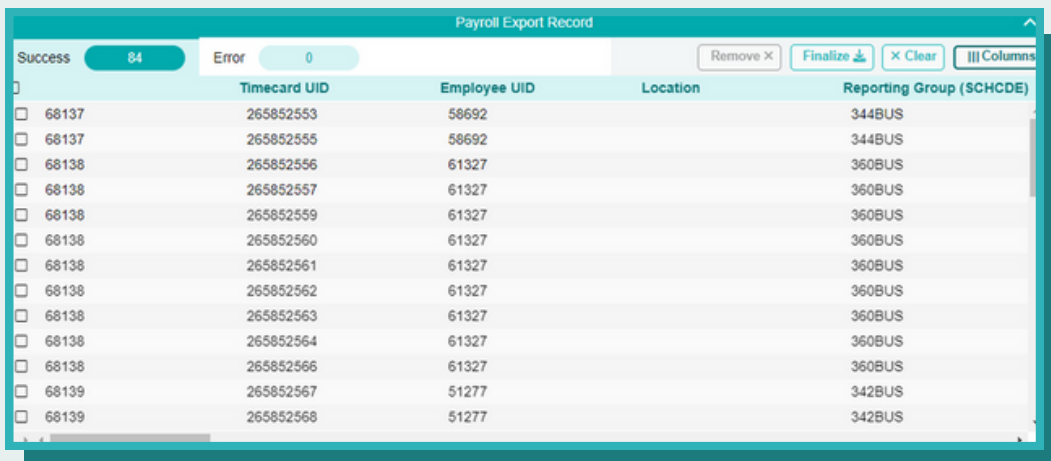 Payroll Export Record
Success 84 Error 0 Remove × Finalize × Clear Columns
Timecard UID Employee UID Location Reporting Group (SCHCDE)
68137 265852553 58692 344BUS
68137 265852555 58692 344BUS
68138 265852556 61327 360BUS
68138 265852557 61327 360BUS
68138 265852559 61327 360BUS
68138 265852560 61327 360BUS
68138 265852561 61327 360BUS
68138 265852562 61327 360BUS
68138 265852563 61327 360BUS
68138 265852564 61327 360BUS
68138 265852566 61327 360BUS
68139 265852567 51277 342BUS
68139 265852568 51277 342BUS